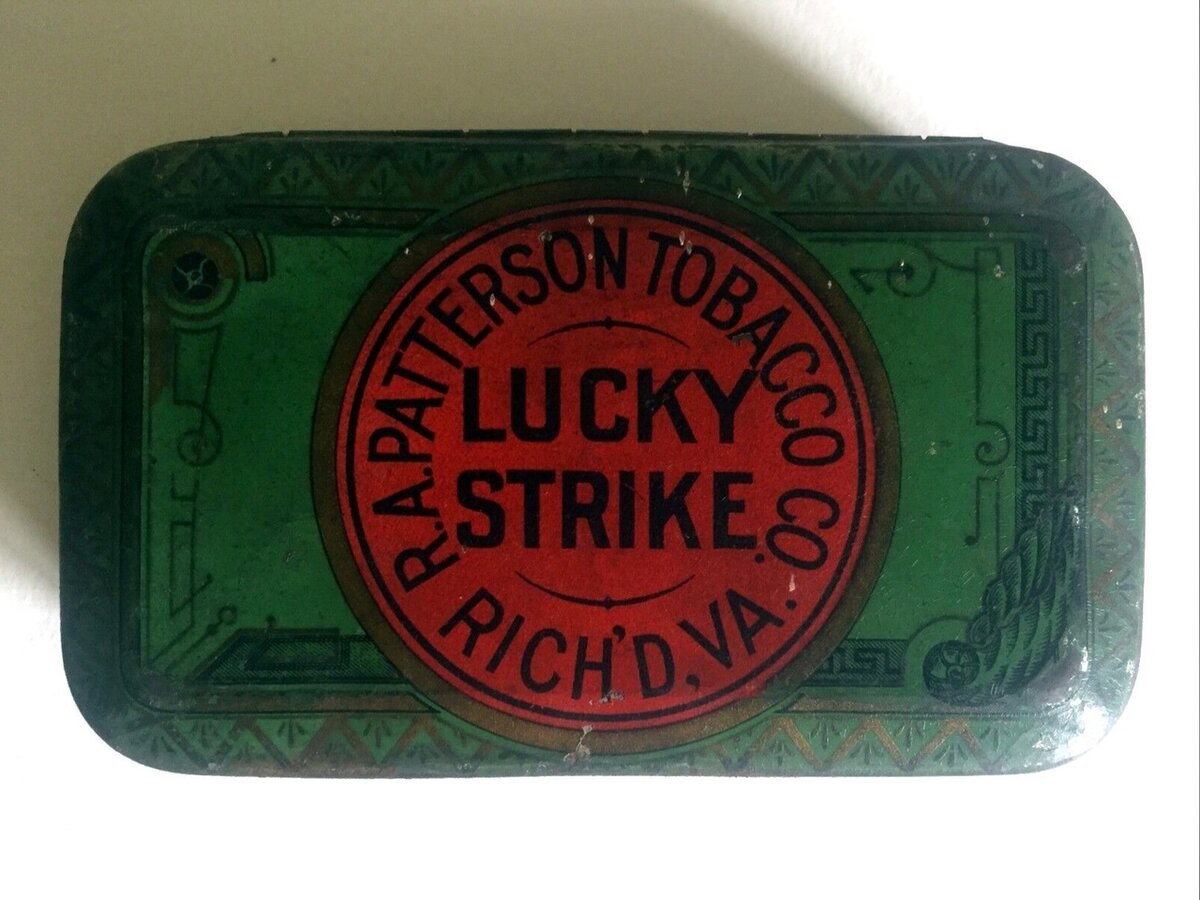 R.A. PATTERSON TOBACCO CO.
LUCKY
STRIKE.
RICH'D, VA.